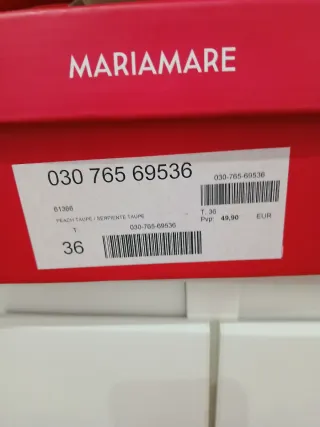 MARIAMARE
030 765 69536
030-765-69536
61366
PEACH TAUPE / SERPIENTE TAUPE
T. 36
Pvp: 49,90 EUR
T.
030-765-69536
36